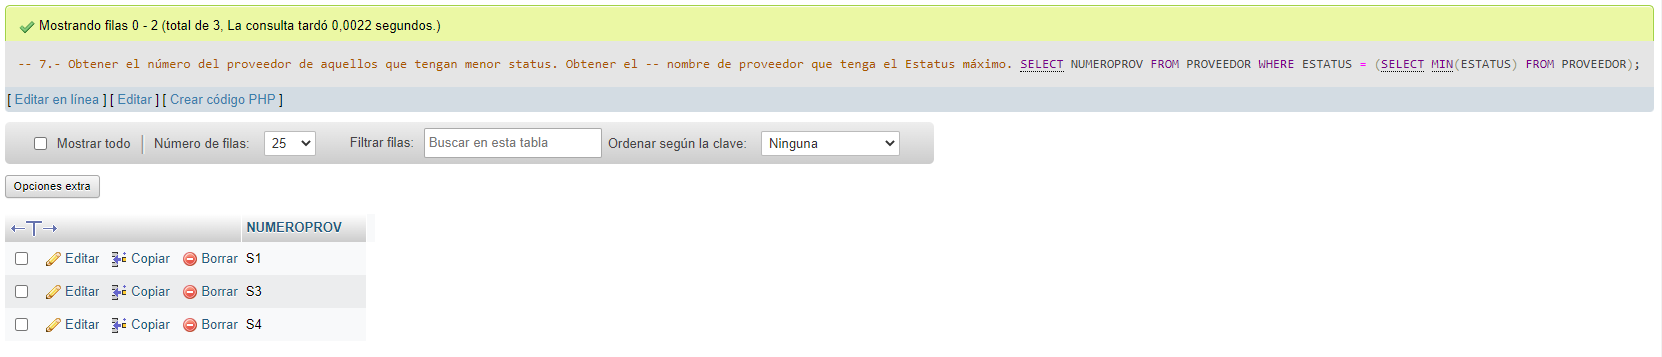 Mostrando filas 0 - 2 (total de 3, La consulta tardó 0,0022 segundos.)
-- 7.- Obtener el número del proveedor de aquellos que tengan menor status. Obtener el -- nombre de proveedor que tenga el Estatus máximo. SELECT NUMEROPROV FROM PROVEEDOR WHERE ESTATUS = (SELECT MIN(ESTATUS) FROM PROVEEDOR);
[ Editar en línea ] [ Editar ] [ Crear código PHP ]
Mostrar todo | Número de filas: 25 Filtrar filas: Buscar en esta tabla Ordenar según la clave: Ninguna
Opciones extra
←T→ NUMEROPROV
Editar Copiar Borrar S1
Editar Copiar Borrar S3
Editar Copiar Borrar S4